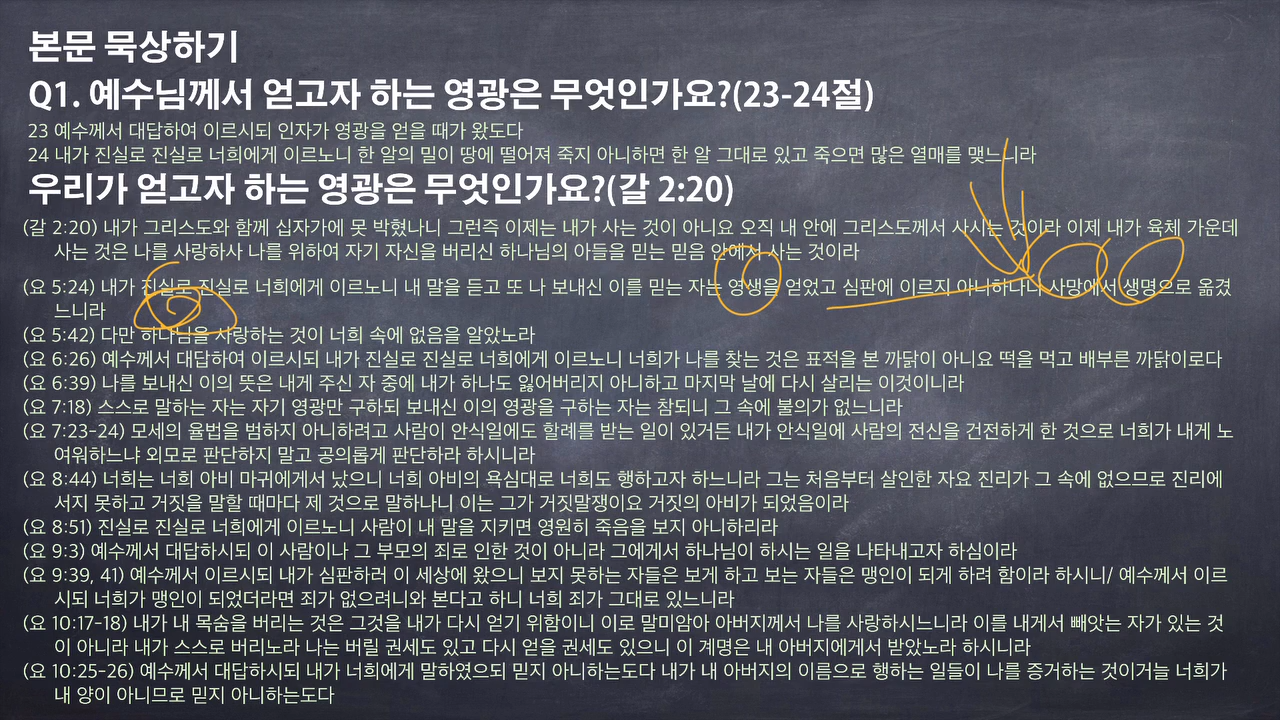 본문 묵상하기
Q1. 예수님께서 얻고자 하는 영광은 무엇인가요?(23-24절)
23 예수께서 대답하여 이르시되 인자가 영광을 얻을 때가 왔도다
24 내가 진실로 진실로 너희에게 이르노니 한 알의 밀이 땅에 떨어져 죽지 아니하면 한 알 그대로 있고 죽으면 많은 열매를 맺느니라
우리가 얻고자 하는 영광은 무엇인가요?(갈 2:20)
(갈 2:20) 내가 그리스도와 함께 십자가에 못 박혔나니 그런즉 이제는 내가 사는 것이 아니요 오직 내 안에 그리스도께서 사시는 것이라 이제 내가 육체 가운데
사는 것은 나를 사랑하사 나를 위하여 자기 자신을 버리신 하나님의 아들을 믿는 믿음 안에서 사는 것이라
(요 5:24) 내가 진실로 진실로 너희에게 이르노니 내 말을 듣고 또 나 보내신 이를 믿는 자는 영생을 얻었고 심판에 이르지 아니하나니 사망에서 생명으로 옮겼
느니라
(요 5:42) 다만 하나님을 사랑하는 것이 너희 속에 없음을 알았노라
(요 6:26) 예수께서 대답하여 이르시되 내가 진실로 진실로 너희에게 이르노니 너희가 나를 찾는 것은 표적을 본 까닭이 아니요 떡을 먹고 배부른 까닭이로다
(요 6:39) 나를 보내신 이의 뜻은 내게 주신 자 중에 내가 하나도 잃어버리지 아니하고 마지막 날에 다시 살리는 이것이니라
(요 7:18) 스스로 말하는 자는 자기 영광만 구하되 보내신 이의 영광을 구하는 자는 참되니 그 속에 불의가 없느니라
(요 7:23-24) 모세의 율법을 범하지 아니하려고 사람이 안식일에도 할례를 받는 일이 있거든 내가 안식일에 사람의 전신을 건전하게 한 것으로 너희가 내게 노
여워하느냐 외모로 판단하지 말고 공의롭게 판단하라 하시니라
(요 8:44) 너희는 너희 아비 마귀에게서 났으니 너희 아비의 욕심대로 너희도 행하고자 하느니라 그는 처음부터 살인한 자요 진리가 그 속에 없으므로 진리에
서지 못하고 거짓을 말할 때마다 제 것으로 말하나니 이는 그가 거짓말쟁이요 거짓의 아비가 되었음이라
(요 8:51) 진실로 진실로 너희에게 이르노니 사람이 내 말을 지키면 영원히 죽음을 보지 아니하리라
(요 9:3) 예수께서 대답하시되 이 사람이나 그 부모의 죄로 인한 것이 아니라 그에게서 하나님이 하시는 일을 나타내고자 하심이라
(요 9:39, 41) 예수께서 이르시되 내가 심판하러 이 세상에 왔으니 보지 못하는 자들은 보게 하고 보는 자들은 맹인이 되게 하려 함이라 하시니/ 예수께서 이르
시되 너희가 맹인이 되었더라면 죄가 없으려니와 본다고 하니 너희 죄가 그대로 있느니라
(요 10:17-18) 내가 내 목숨을 버리는 것은 그것을 내가 다시 얻기 위함이니 이로 말미암아 아버지께서 나를 사랑하시느니라 이를 내게서 빼앗는 자가 있는 것
이 아니라 내가 스스로 버리노라 나는 버릴 권세도 있고 다시 얻을 권세도 있으니 이 계명은 내 아버지에게서 받았노라 하시니라
(요 10:25-26) 예수께서 대답하시되 내가 너희에게 말하였으되 믿지 아니하는도다 내가 내 아버지의 이름으로 행하는 일들이 나를 증거하는 것이거늘 너희가
내 양이 아니므로 믿지 아니하는도다